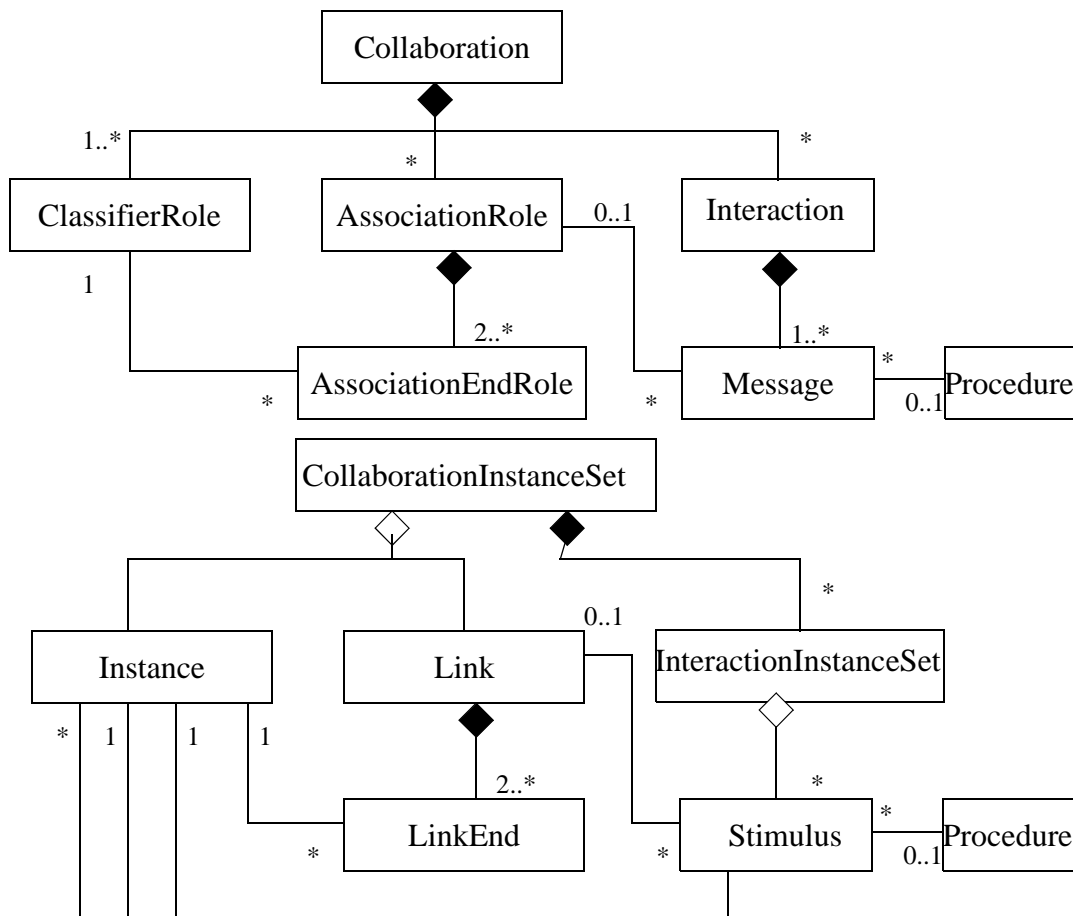 Collaboration
1..*
*
*
ClassifierRole
AssociationRole
0..1
Interaction
1
2..*
1..*
*
AssociationEndRole
*
*
Message
0..1
Procedure
CollaborationInstanceSet
*
0..1
Instance
Link
InteractionInstanceSet
*
1
1
1
2..*
*
*
LinkEnd
*
*
Stimulus
0..1
Procedure